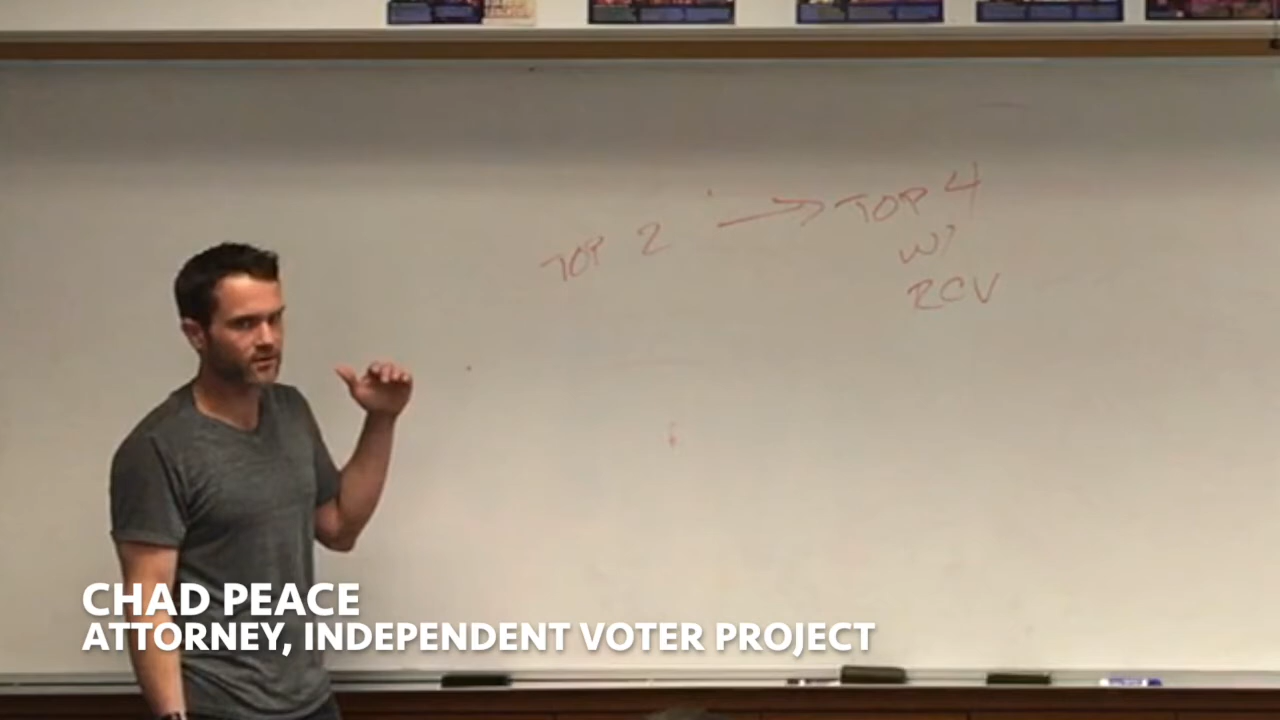 TOP 2 → TOP 4
W/
RCV
CHAD PEACE
ATTORNEY, INDEPENDENT VOTER PROJECT